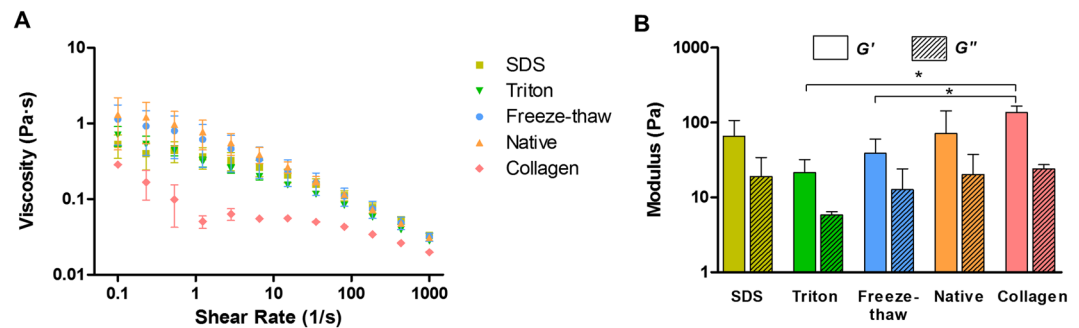 A
Viscosity (Pa·s)
10
1
0.1
0.01
0.1 1 10 100 1000
Shear Rate (1/s)
SDS
Triton
Freeze-thaw
Native
Collagen
B
G' G"
*
*
Modulus (Pa)
1000
100
10
1
SDS Triton Freeze- Native Collagen
thaw